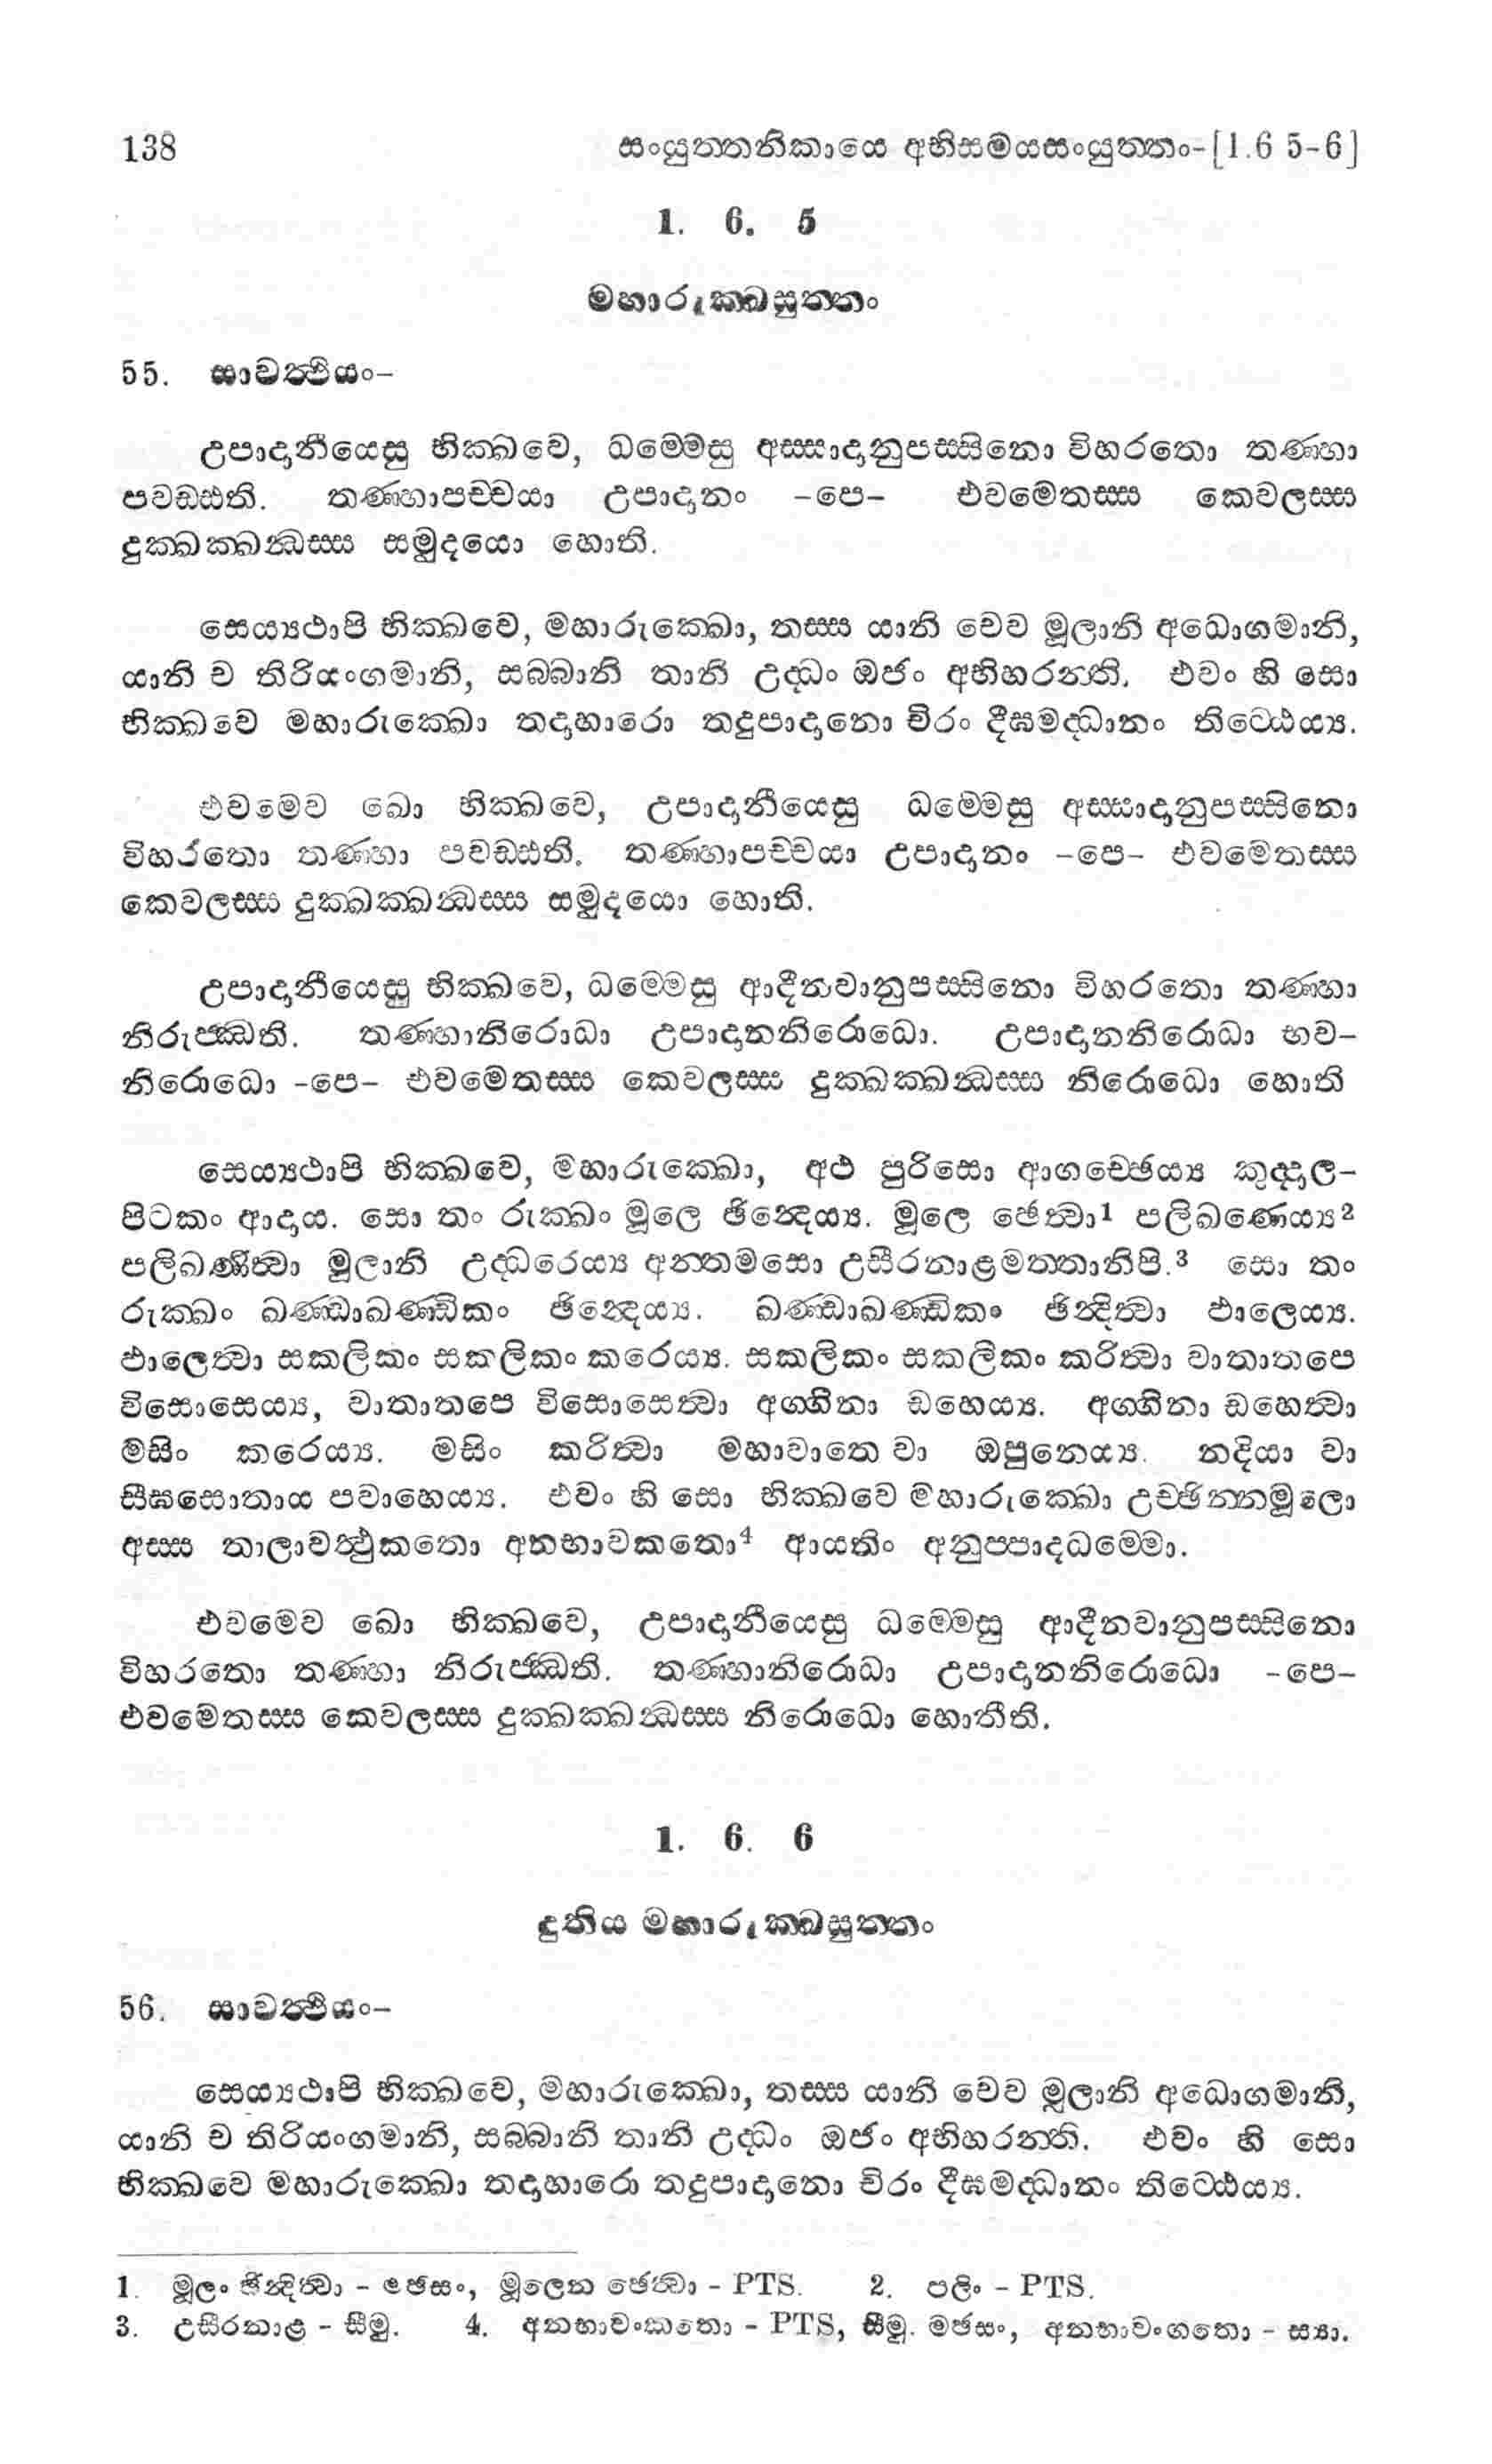 138 සංයුත්තනිකායෙ අභිසමයසංයුත්තං-[1.6 5-6]
1. 6. 5
මහාරුක්ඛසුත්තං
55. සාවත්ථියං-
උපාදානීයෙසු භික්ඛවෙ, ධම්මෙසු අස්සාදානුපස්සිනො විහරතො තණ්හා
පවඩ්ඪති. තණ්හාපච්චයා උපාදානං -පෙ- එවමෙතස්ස කෙවලස්ස
දුක්ඛක්ඛන්ධස්ස සමුදයො හොති.
සෙය්‍යථාපි භික්ඛවෙ, මහාරුක්ඛො, තස්ස යානි චෙව මූලානි අධොගමානි,
යානි ච තිරියංගමානි, සබ්බානි තානි උද්ධං ඔජං අභිහරන්ති. එවං හි සො
භික්ඛවෙ මහාරුක්ඛො තදාහාරො තදුපාදානො චිරං දීඝමද්ධානං තිට්ඨෙය්‍ය.
එවමෙව ඛො භික්ඛවෙ, උපාදානීයෙසු ධම්මෙසු අස්සාදානුපස්සිනො
විහරතො තණ්හා පවඩ්ඪති. තණ්හාපච්චයා උපාදානං -පෙ- එවමෙතස්ස
කෙවලස්ස දුක්ඛක්ඛන්ධස්ස සමුදයො හොති.
උපාදානීයෙසු භික්ඛවෙ, ධම්මෙසු ආදීනවානුපස්සිනො විහරතො තණ්හා
නිරුජ්ඣති. තණ්හානිරොධා උපාදානනිරොධො. උපාදානනිරොධා භව-
නිරොධො -පෙ- එවමෙතස්ස කෙවලස්ස දුක්ඛක්ඛන්ධස්ස නිරොධො හොති
සෙය්‍යථාපි භික්ඛවෙ, මහාරුක්ඛො, අථ පුරිසො ආගච්ඡෙය්‍ය කුද්දාල-
පිටකං ආදාය. සො තං රුක්ඛං මූලෙ ඡින්දෙය්‍ය. මූලෙ ඡෙත්වා1 පලිඛණෙය්‍ය2
පලිඛණිත්වා මූලානි උද්ධරෙය්‍ය අන්තමසො උසීරනාළමත්තානිපි.3 සො තං
රුක්ඛං ඛණ්ඩාඛණ්ඩිකං ඡින්දෙය්‍ය. ඛණ්ඩාඛණ්ඩිකං ඡින්දිත්වා ඵාලෙය්‍ය.
ඵාලෙත්වා සකලිකං සකලිකං කරෙය්‍ය. සකලිකං සකලිකං කරිත්වා වාතාතපෙ
විසොසෙය්‍ය, වාතාතපෙ විසොසෙත්වා අග්ගිනා ඩහෙය්‍ය. අග්ගිනා ඩහෙත්වා
මසිං කරෙය්‍ය. මසිං කරිත්වා මහාවාතෙ වා ඔපුනෙය්‍ය. නදියා වා
සීඝසොතාය පවාහෙය්‍ය. එවං හි සො භික්ඛවෙ මහාරුක්ඛො උච්ඡින්නමූලො
අස්ස තාලාවත්ථුකතො අනභාවකතො4 ආයතිං අනුප්පාදධම්මො.
එවමෙව ඛො භික්ඛවෙ, උපාදානීයෙසු ධම්මෙසු ආදීනවානුපස්සිනො
විහරතො තණ්හා නිරුජ්ඣති. තණ්හානිරොධා උපාදානනිරොධො -පෙ-
එවමෙතස්ස කෙවලස්ස දුක්ඛක්ඛන්ධස්ස නිරොධො හොතීති.
1. 6. 6
දුතිය මහාරුක්ඛසුත්තං
56. සාවත්ථියං-
සෙය්‍යථාපි භික්ඛවෙ, මහාරුක්ඛො, තස්ස යානි චෙව මූලානි අධොගමානි,
යානි ච තිරියංගමානි, සබ්බානි තානි උද්ධං ඔජං අභිහරන්ති. එවං හි සො
භික්ඛවෙ මහාරුක්ඛො තදාහාරො තදුපාදානො චිරං දීඝමද්ධානං තිට්ඨෙය්‍ය.
1. මූලං ඡින්දිත්වා - මඡසං, මූලෙන ඡෙත්වා - PTS. 2. පලිං - PTS.
3. උසීරනාළ - සීමු. 4. අනභාවංකතො - PTS, සීමු. මඡසං, අනභාවංගතො - ස්‍යා.